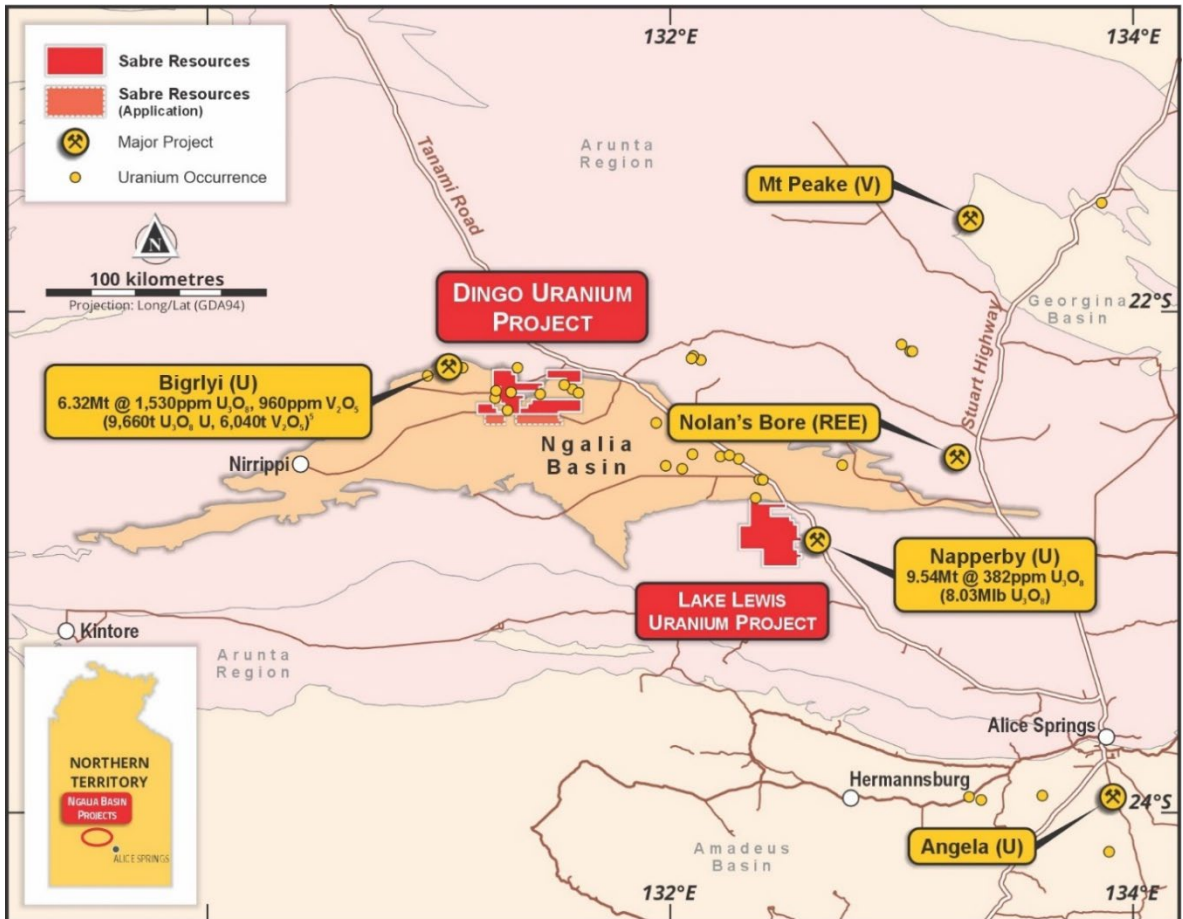 132°E
134°E
Sabre Resources
Sabre Resources
(Application)
Major Project
Uranium Occurrence
N
100 kilometres
Projection: Long/Lat (GDA94)
Tanami Road
Arunta
Region
Mt Peake (V)
Stuart Highway
Georgina
Basin
22°S
DINGO URANIUM
PROJECT
Bigrlyi (U)
6.32Mt @ 1,530ppm U₃O₈, 960ppm V₂O₅
(9,660t U₃O₈ U, 6,040t V₂O₅)⁵
Nirrippi
Ngalia
Basin
Nolan's Bore (REE)
Napperby (U)
9.54Mt @ 382ppm U₃O₈
(8.03Mlb U₃O₈)
LAKE LEWIS
URANIUM PROJECT
Kintore
Arunta
Region
Alice Springs
Hermannsburg
24°S
Angela (U)
Amadeus
Basin
NORTHERN
TERRITORY
NGALIA BASIN
PROJECTS
ALICE SPRINGS
132°E
134°E